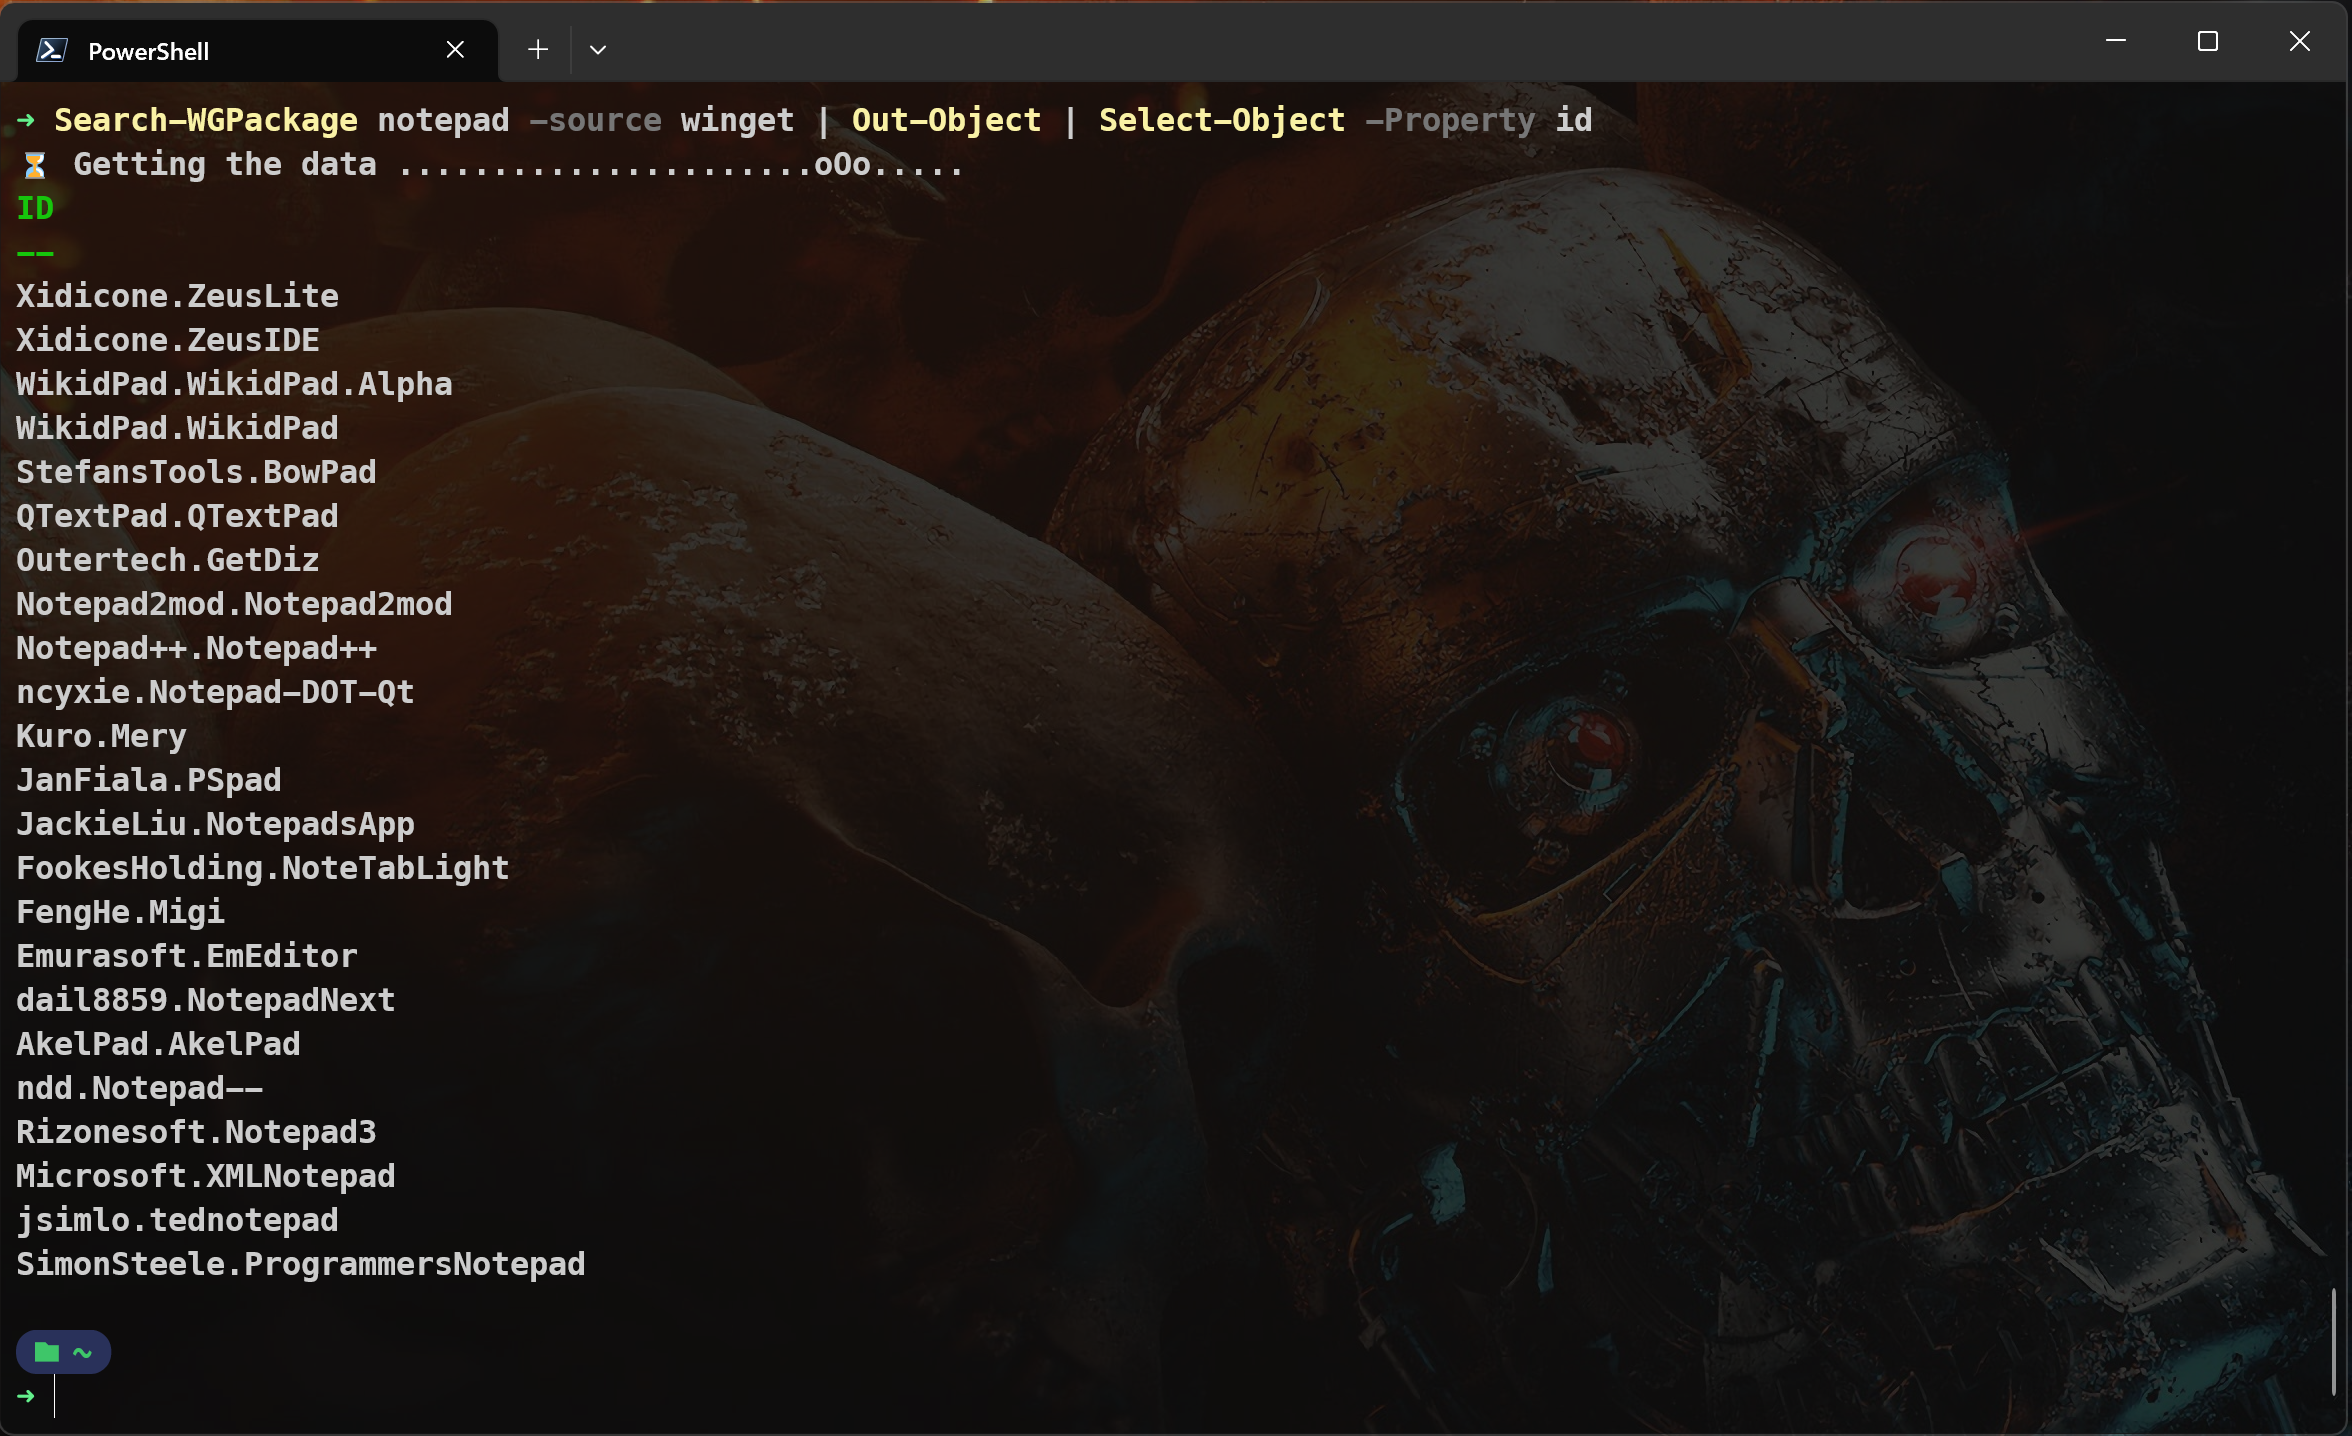 PowerShell
➜ Search-WGPackage notepad -source winget | Out-Object | Select-Object -Property id
⏳ Getting the data ......................oOo.....
ID
--
Xidicone.ZeusLite
Xidicone.ZeusIDE
WikidPad.WikidPad.Alpha
WikidPad.WikidPad
StefansTools.BowPad
QTextPad.QTextPad
Outertech.GetDiz
Notepad2mod.Notepad2mod
Notepad++.Notepad++
ncyxie.Notepad-DOT-Qt
Kuro.Mery
JanFiala.PSpad
JackieLiu.NotepadsApp
FookesHolding.NoteTabLight
FengHe.Migi
Emurasoft.EmEditor
dail8859.NotepadNext
AkelPad.AkelPad
ndd.Notepad--
Rizonesoft.Notepad3
Microsoft.XMLNotepad
jsimlo.tednotepad
SimonSteele.ProgrammersNotepad
~
➜